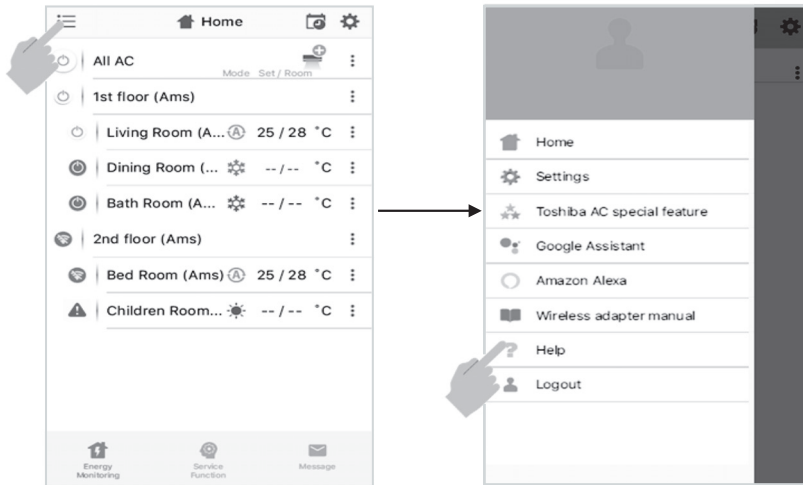 Home
All AC
Mode Set / Room
1st floor (Ams)
Living Room (A... A 25 / 28 °C
Dining Room (... -- / -- °C
Bath Room (A... -- / -- °C
2nd floor (Ams)
Bed Room (Ams) A 25 / 28 °C
Children Room... -- / -- °C
Energy Monitoring
Service Function
Message
Home
Settings
Toshiba AC special feature
Google Assistant
Amazon Alexa
Wireless adapter manual
Help
Logout